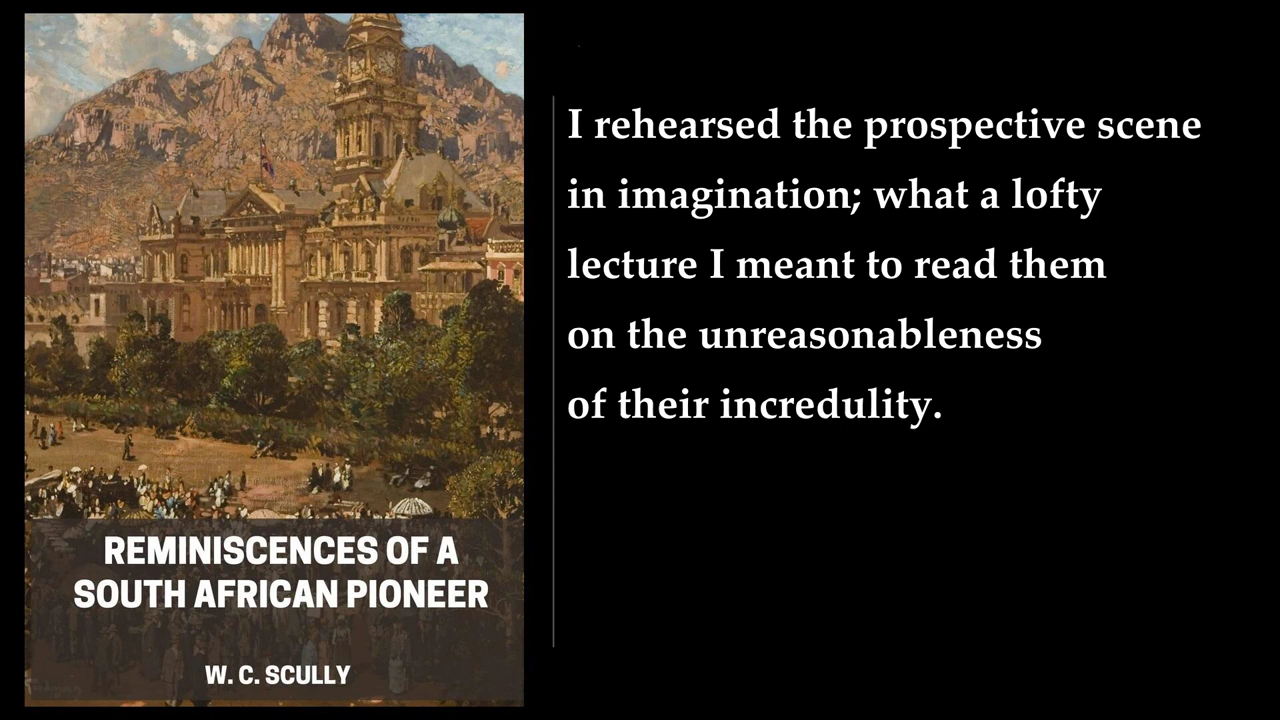 REMINISCENCES OF A
SOUTH AFRICAN PIONEER
W. C. SCULLY
I rehearsed the prospective scene
in imagination; what a lofty
lecture I meant to read them
on the unreasonableness
of their incredulity.